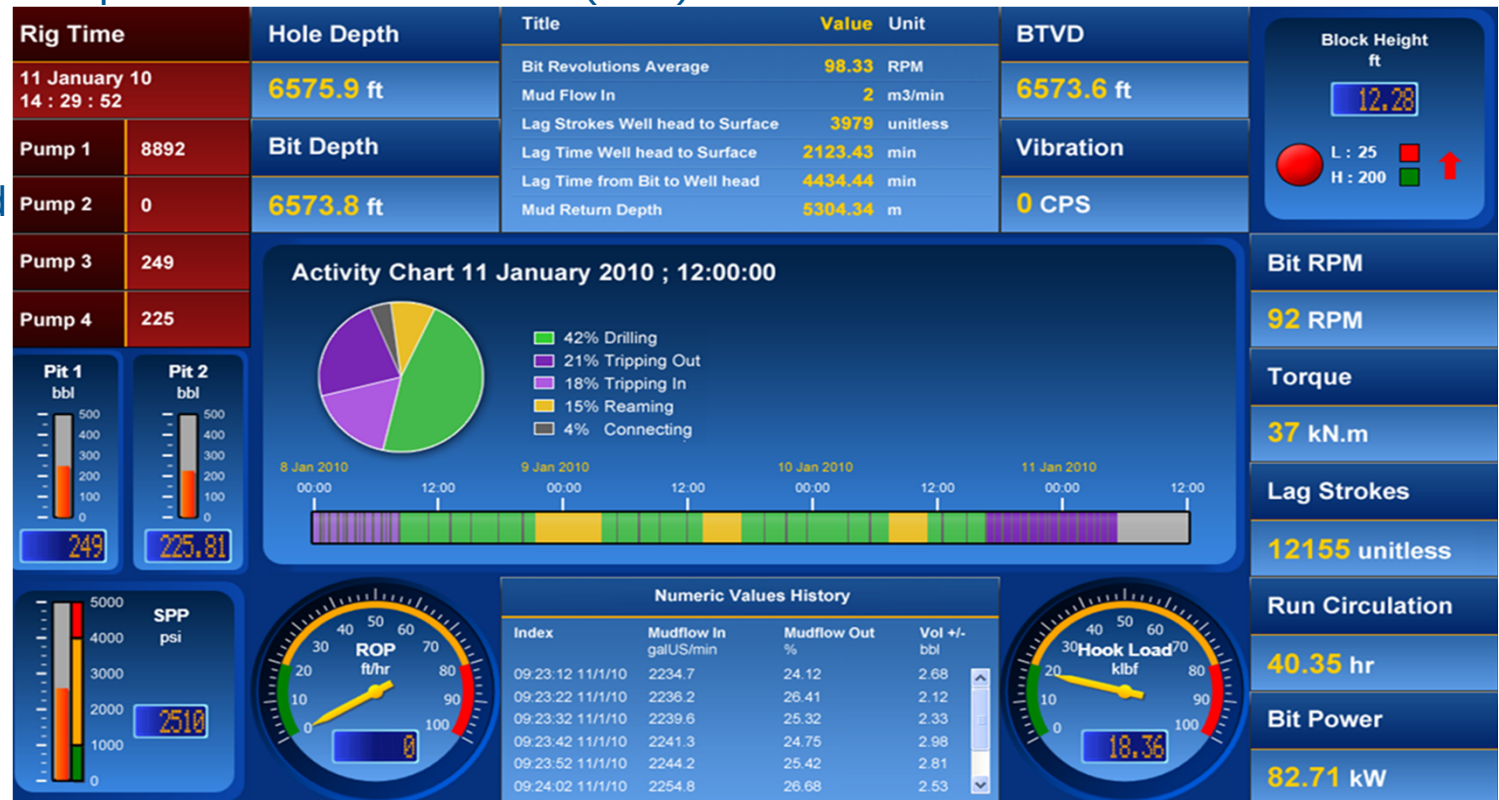 Rig Time
11 January 10
14 : 29 : 52
Pump 1 8892
Pump 2 0
Pump 3 249
Pump 4 225
Hole Depth
6575.9 ft
Bit Depth
6573.8 ft
Title Value Unit
Bit Revolutions Average 98.33 RPM
Mud Flow In 2 m3/min
Lag Strokes Well head to Surface 3979 unitless
Lag Time Well head to Surface 2123.43 min
Lag Time from Bit to Well head 4434.44 min
Mud Return Depth 5304.34 m
BTVD
6573.6 ft
Vibration
0 CPS
Block Height
ft
12.28
L : 25
H : 200
Activity Chart 11 January 2010 ; 12:00:00
42% Drilling
21% Tripping Out
18% Tripping In
15% Reaming
4% Connecting
8 Jan 2010 9 Jan 2010 10 Jan 2010 11 Jan 2010
00:00 12:00 00:00 12:00 00:00 12:00 00:00 12:00
Pit 1
bbl
500
400
300
200
100
0
249
Pit 2
bbl
500
400
300
200
100
0
225.81
Bit RPM
92 RPM
Torque
37 kN.m
Lag Strokes
12155 unitless
Run Circulation
40.35 hr
Bit Power
82.71 kW
SPP
psi
5000
4000
3000
2000
1000
0
2510
ROP
ft/hr
0 10 20 30 40 50 60 70 80 90 100
0
Numeric Values History
Index Mudflow In Mudflow Out Vol +/-
galUS/min % bbl
09:23:12 11/1/10 2234.7 24.12 2.68
09:23:22 11/1/10 2236.2 26.41 2.12
09:23:32 11/1/10 2239.6 25.32 2.33
09:23:42 11/1/10 2241.3 24.75 2.98
09:23:52 11/1/10 2244.2 25.42 2.81
09:24:02 11/1/10 2254.8 26.68 2.53
Hook Load
klbf
0 10 20 30 40 50 60 70 80 90 100
18.36